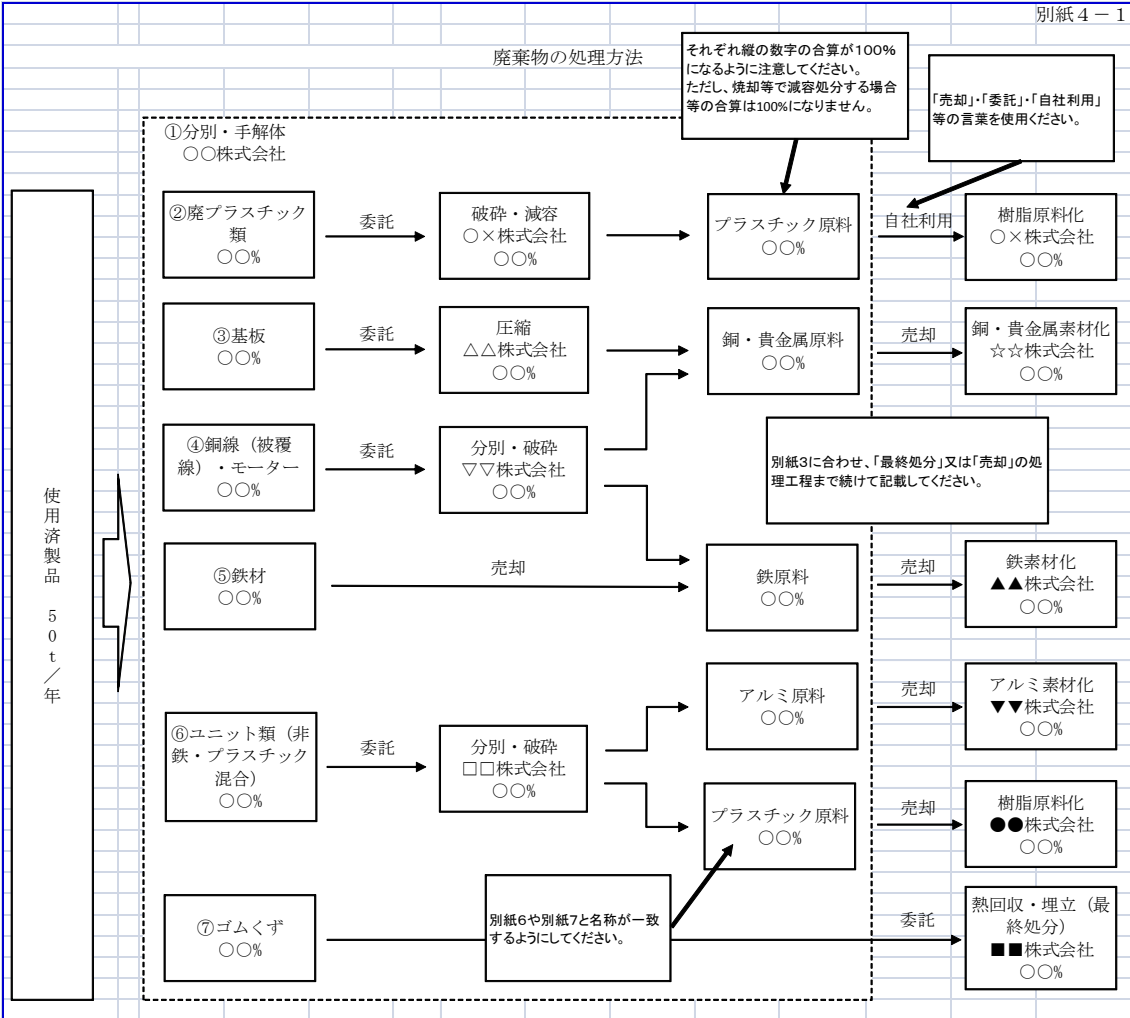 別紙４－１
廃棄物の処理方法
それぞれ縦の数字の合算が100%
になるように注意してください。
ただし、焼却等で減容処分する場合
等の合算は100%になりません。
「売却」・「委託」・「自社利用」
等の言葉を使用ください。
①分別・手解体
○○株式会社
使用済製品　５０ｔ／年
②廃プラスチック
類
○○%
委託
破砕・減容
○×株式会社
○○%
プラスチック原料
○○%
自社利用
樹脂原料化
○×株式会社
○○%
③基板
○○%
委託
圧縮
△△株式会社
○○%
銅・貴金属原料
○○%
売却
銅・貴金属素材化
☆☆株式会社
○○%
④銅線（被覆
線）・モーター
○○%
委託
分別・破砕
▽▽株式会社
○○%
別紙3に合わせ、「最終処分」又は「売却」の処
理工程まで続けて記載してください。
⑤鉄材
○○%
売却
鉄原料
○○%
売却
鉄素材化
▲▲株式会社
○○%
⑥ユニット類（非
鉄・プラスチック
混合）
○○%
委託
分別・破砕
□□株式会社
○○%
アルミ原料
○○%
売却
アルミ素材化
▼▼株式会社
○○%
プラスチック原料
○○%
売却
樹脂原料化
●●株式会社
○○%
⑦ゴムくず
○○%
別紙6や別紙7と名称が一致
するようにしてください。
委託
熱回収・埋立（最
終処分）
■■株式会社
○○%